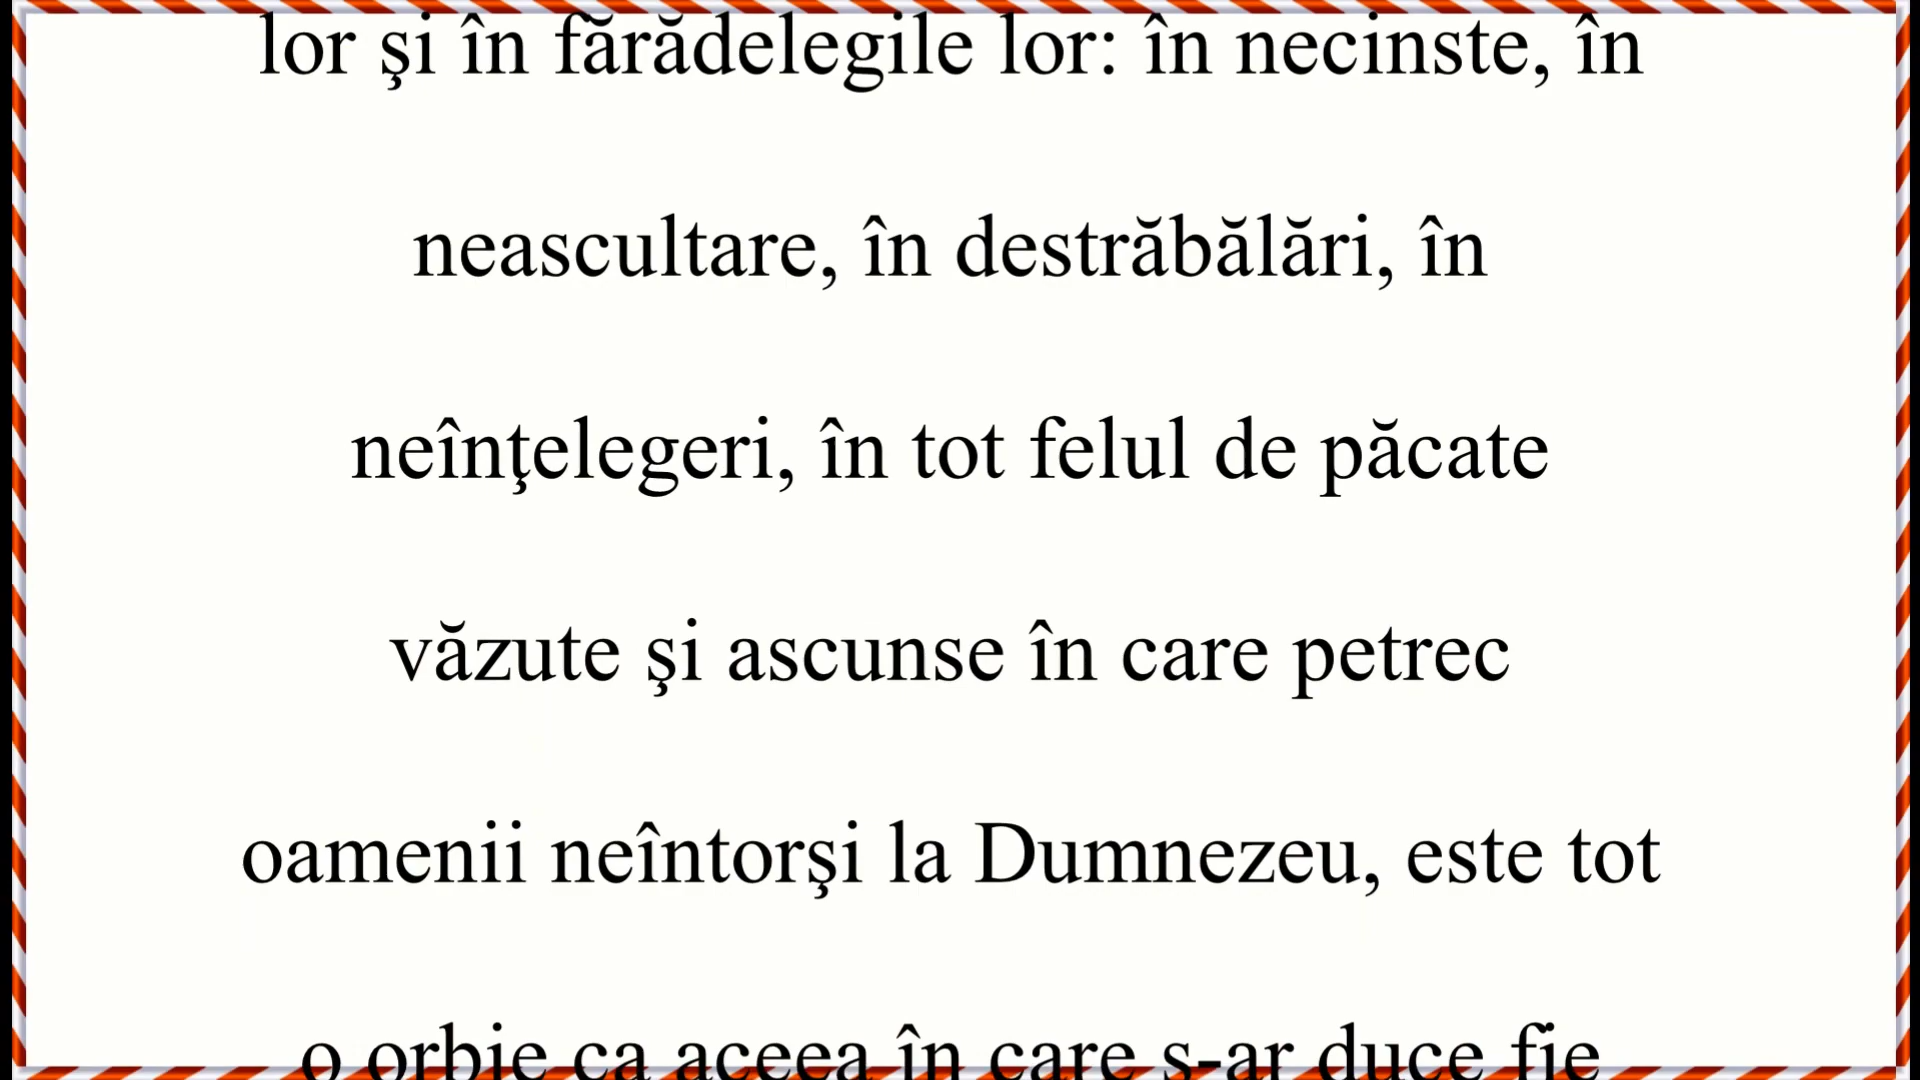 lor şi în fărădelegile lor: în necinste, în
neascultare, în destrăbălări, în
neînţelegeri, în tot felul de păcate
văzute şi ascunse în care petrec
oamenii neîntorşi la Dumnezeu, este tot
o orbie ca aceea în care s-ar duce fie